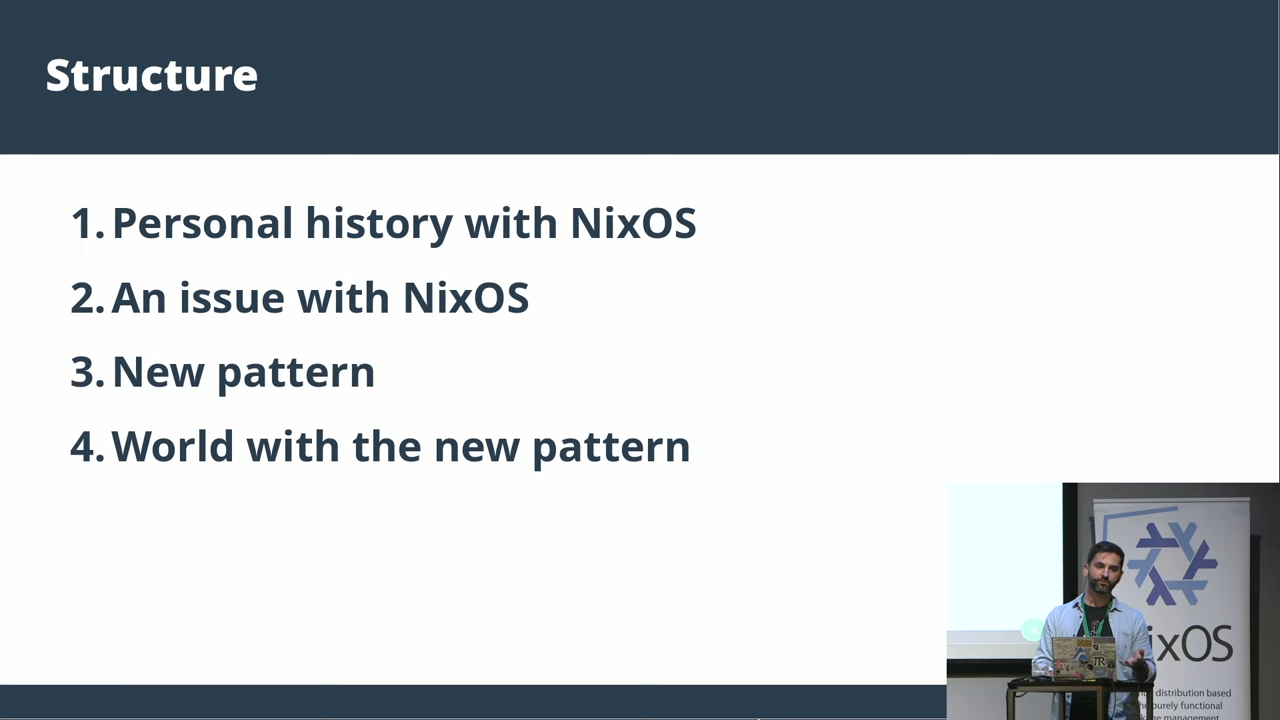 Structure
1. Personal history with NixOS
2. An issue with NixOS
3. New pattern
4. World with the new pattern
ixOS
distribution based
purely functional
management
JR